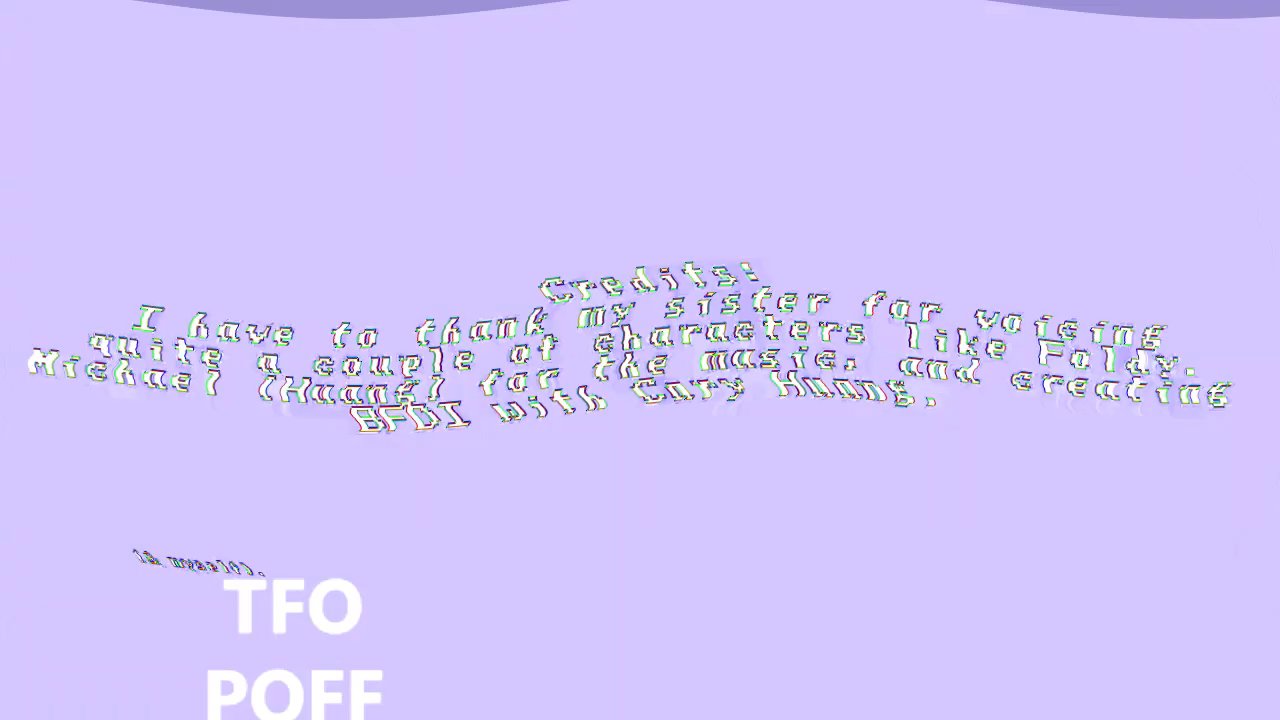 Credits:
I have to thank my sister for voicing
quite a couple of characters like Foldy.
Michael (Huang) for the music, and creating
BFDI with Cary Huang.
TFO
POFF